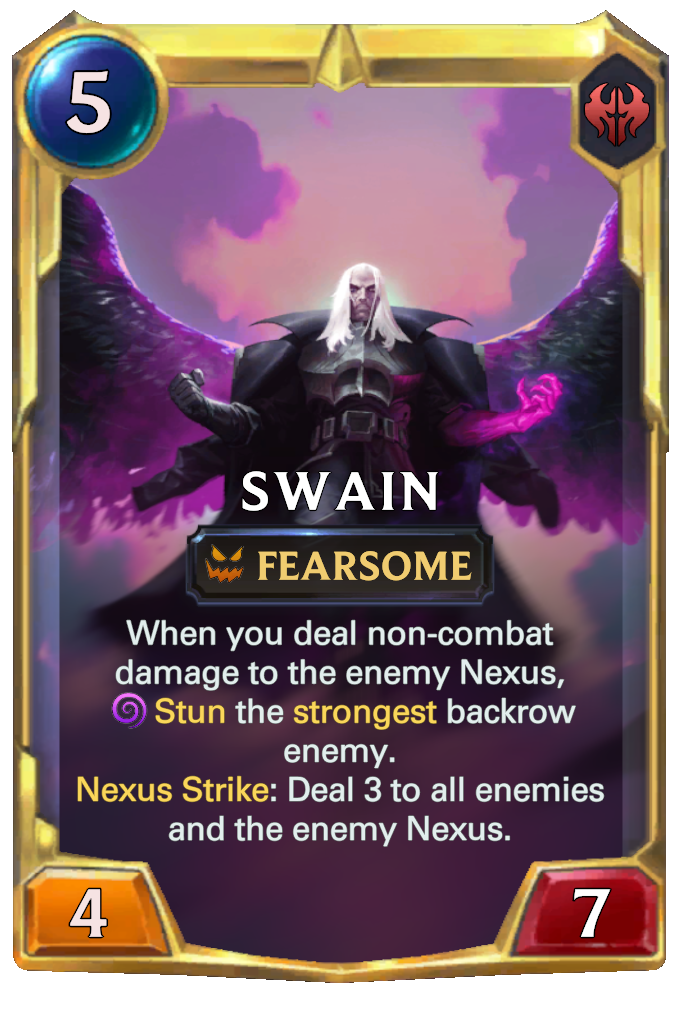 5
SWAIN
FEARSOME
When you deal non-combat
damage to the enemy Nexus,
Stun the strongest backrow
enemy.
Nexus Strike: Deal 3 to all enemies
and the enemy Nexus.
4
7